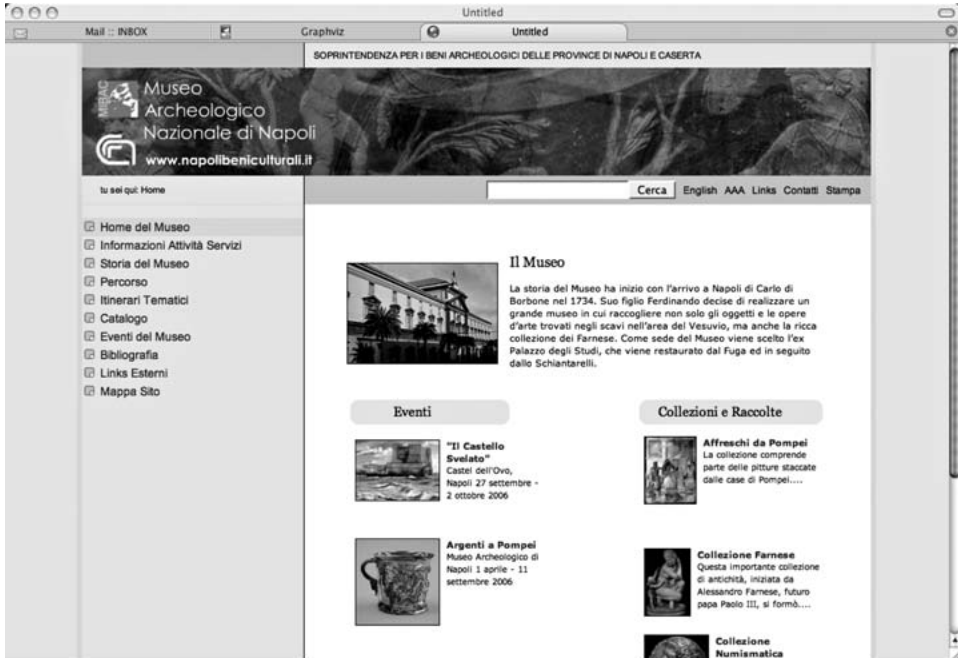 Untitled
Mail :: INBOX
Graphviz
Untitled
SOPRINTENDENZA PER I BENI ARCHEOLOGICI DELLE PROVINCE DI NAPOLI E CASERTA
MIBAC
Museo
Archeologico
Nazionale di Napoli
www.napolibeniculturali.it
tu sei qui: Home
Cerca English AAA Links Contatti Stampa
Home del Museo
Informazioni Attività Servizi
Storia del Museo
Percorso
Itinerari Tematici
Catalogo
Eventi del Museo
Bibliografia
Links Esterni
Mappa Sito
Il Museo
La storia del Museo ha inizio con l'arrivo a Napoli di Carlo di
Borbone nel 1734. Suo figlio Ferdinando decise di realizzare un
grande museo in cui raccogliere non solo gli oggetti e le opere
d'arte trovati negli scavi nell'area del Vesuvio, ma anche la ricca
collezione dei Farnese. Come sede del Museo viene scelto l'ex
Palazzo degli Studi, che viene restaurato dal Fuga ed in seguito
dallo Schiantarelli.
Eventi
"Il Castello
Svelato"
Castel dell'Ovo,
Napoli 27 settembre -
2 ottobre 2006
Argenti a Pompei
Museo Archeologico di
Napoli 1 aprile - 11
settembre 2006
Collezioni e Raccolte
Affreschi da Pompei
La collezione comprende
parte delle pitture staccate
dalle case di Pompei....
Collezione Farnese
Questa importante collezione
di antichità, iniziata da
Alessandro Farnese, futuro
papa Paolo III, si formò....
Collezione
Numismatica